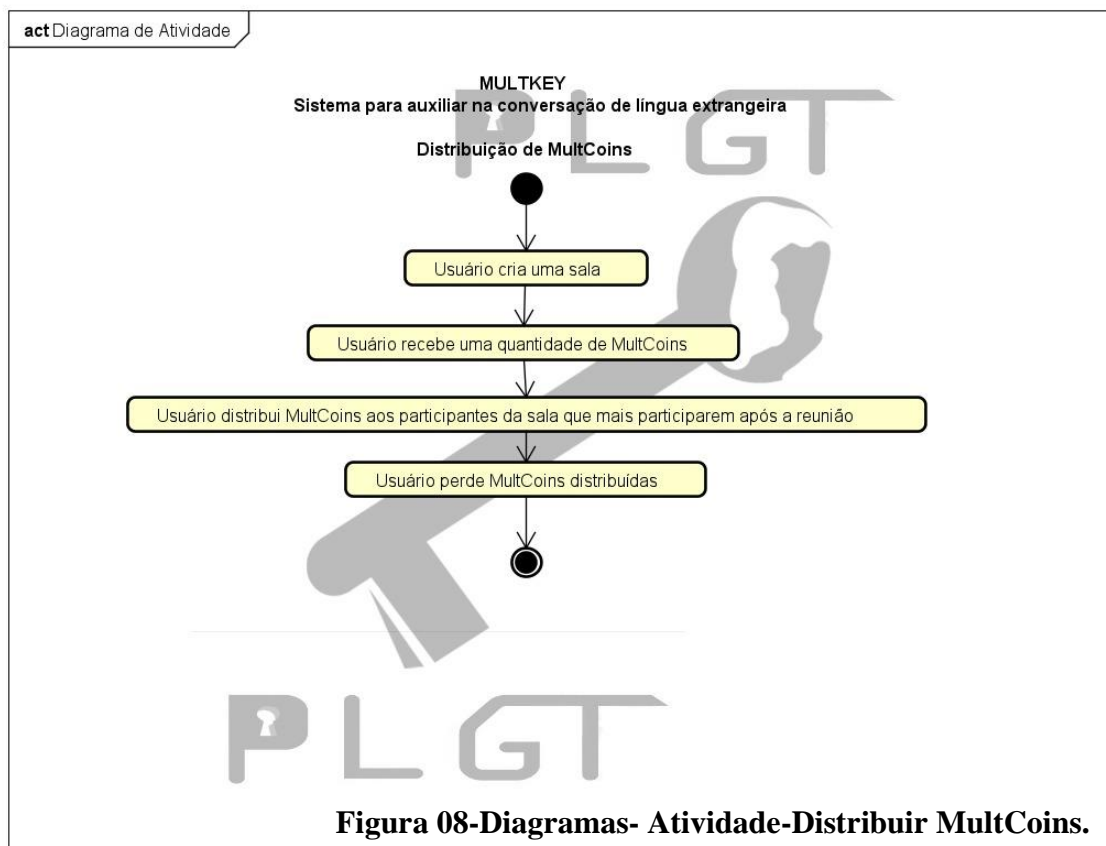 act Diagrama de Atividade
MULTKEY
Sistema para auxiliar na conversação de língua extrangeira
PLGT
Distribuição de MultCoins
Usuário cria uma sala
Usuário recebe uma quantidade de MultCoins
Usuário distribui MultCoins aos participantes da sala que mais participarem após a reunião
Usuário perde MultCoins distribuídas
PLGT
Figura 08-Diagramas- Atividade-Distribuir MultCoins.